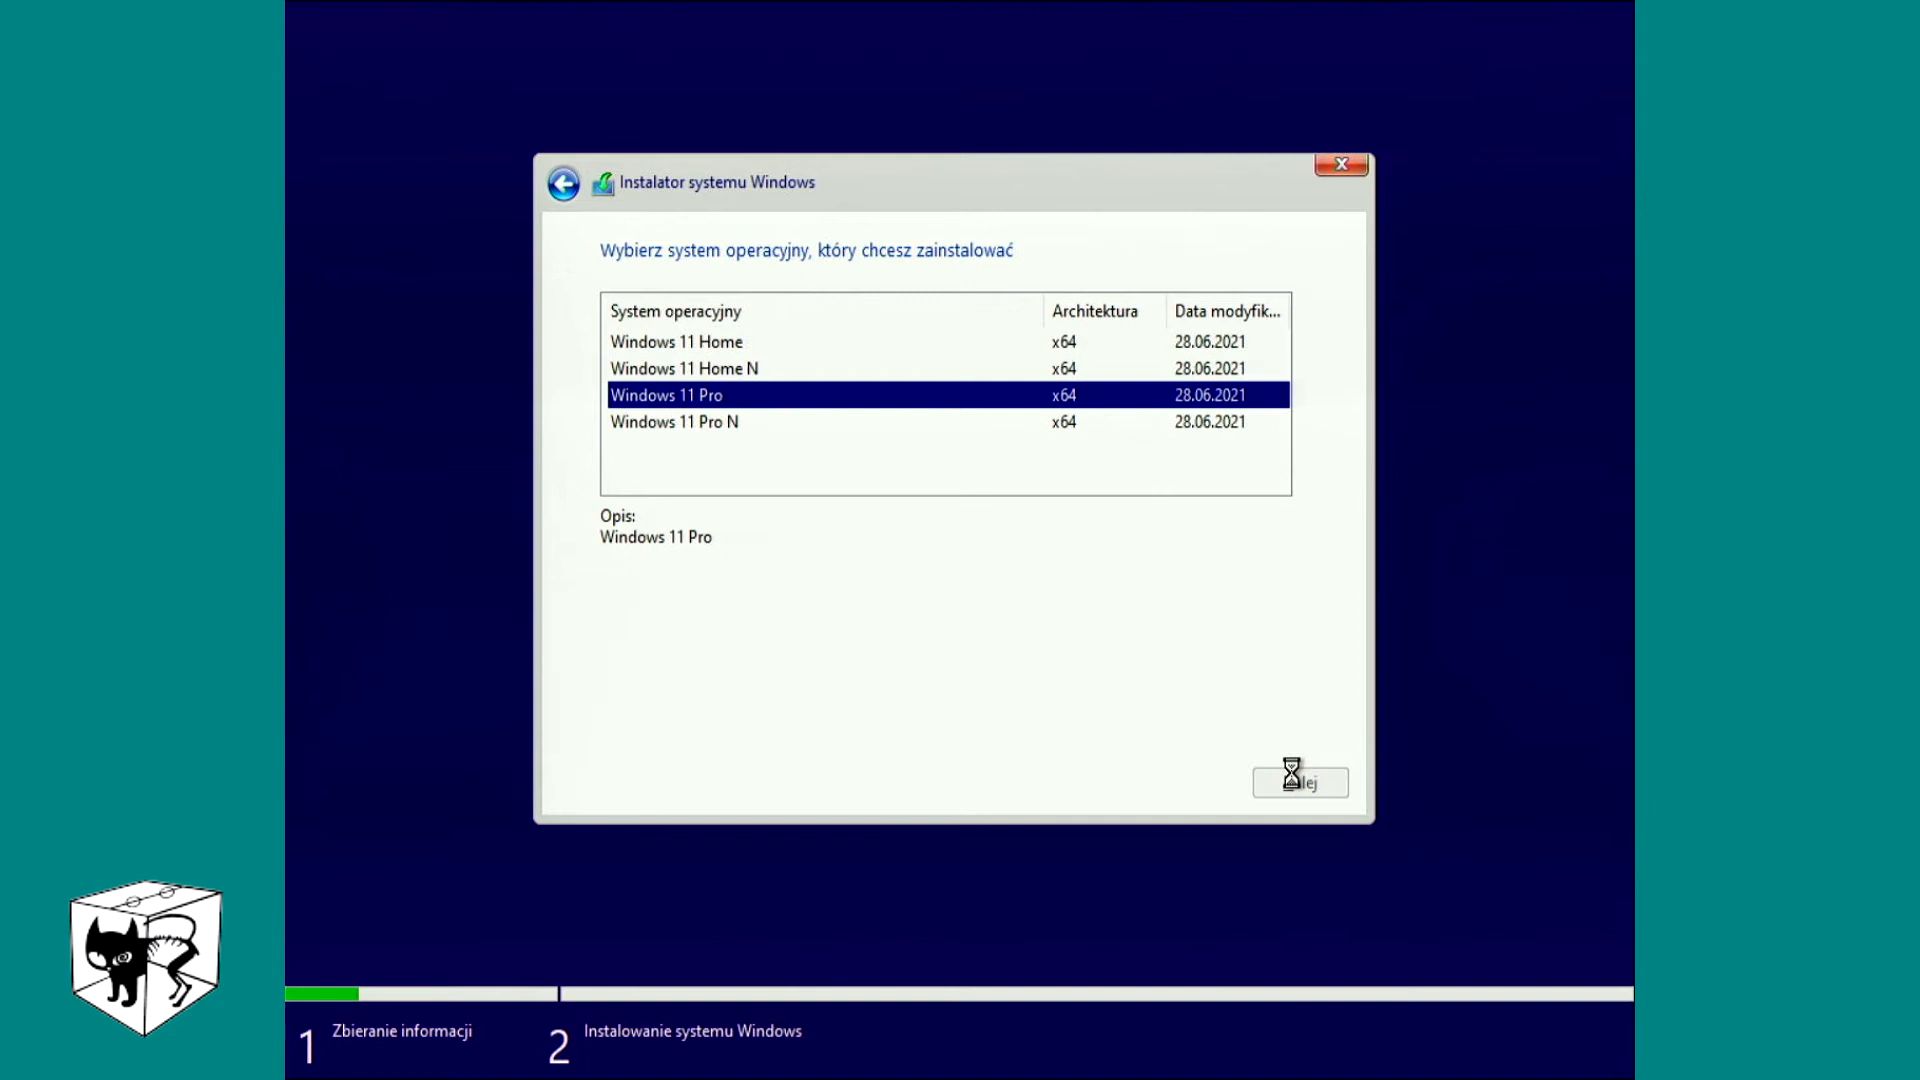 Instalator systemu Windows
Wybierz system operacyjny, który chcesz zainstalować
System operacyjny Architektura Data modyfik...
Windows 11 Home x64 28.06.2021
Windows 11 Home N x64 28.06.2021
Windows 11 Pro x64 28.06.2021
Windows 11 Pro N x64 28.06.2021
Opis:
Windows 11 Pro
1 Zbieranie informacji
2 Instalowanie systemu Windows